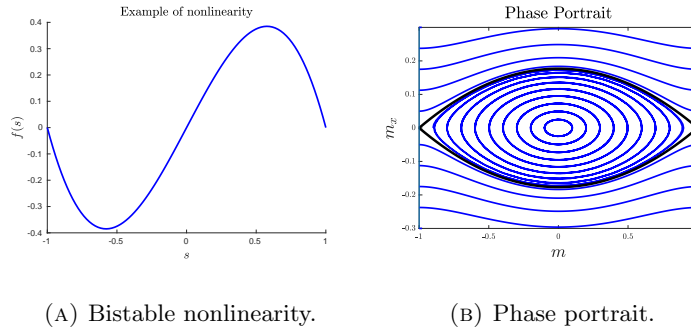 Example of nonlinearity
0.4
0.3
0.2
0.1
0
-0.1
-0.2
-0.3
-0.4
f(s)
-1 -0.5 0 0.5 1
s
(A) Bistable nonlinearity.
Phase Portrait
0.2
0.1
0
-0.1
-0.2
-0.3
m_x
-1 -0.5 0 0.5
m
(B) Phase portrait.